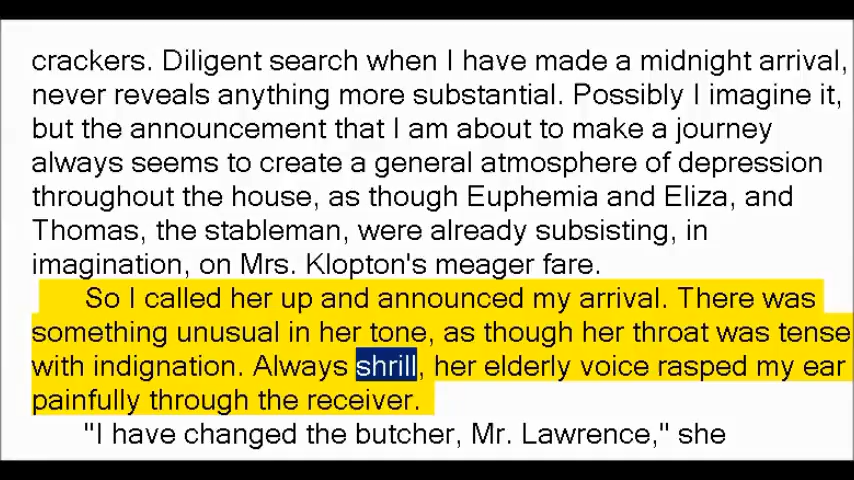 crackers. Diligent search when I have made a midnight arrival,
never reveals anything more substantial. Possibly I imagine it,
but the announcement that I am about to make a journey
always seems to create a general atmosphere of depression
throughout the house, as though Euphemia and Eliza, and
Thomas, the stableman, were already subsisting, in
imagination, on Mrs. Klopton's meager fare.
So I called her up and announced my arrival. There was
something unusual in her tone, as though her throat was tense
with indignation. Always shrill, her elderly voice rasped my ear
painfully through the receiver.
"I have changed the butcher, Mr. Lawrence," she